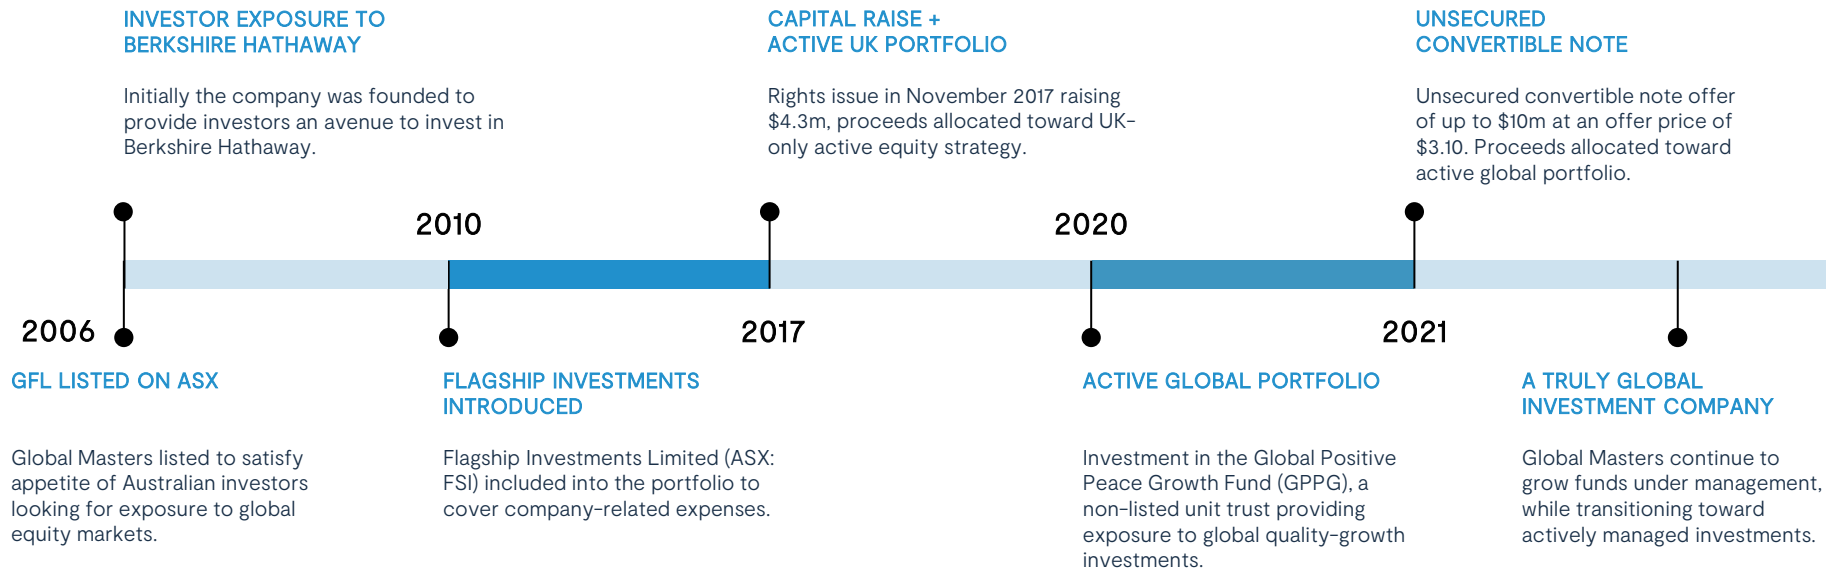 INVESTOR EXPOSURE TO
BERKSHIRE HATHAWAY
Initially the company was founded to
provide investors an avenue to invest in
Berkshire Hathaway.
CAPITAL RAISE +
ACTIVE UK PORTFOLIO
Rights issue in November 2017 raising
$4.3m, proceeds allocated toward UK-
only active equity strategy.
UNSECURED
CONVERTIBLE NOTE
Unsecured convertible note offer
of up to $10m at an offer price of
$3.10. Proceeds allocated toward
active global portfolio.
2010
2020
2006
2017
2021
GFL LISTED ON ASX
Global Masters listed to satisfy
appetite of Australian investors
looking for exposure to global
equity markets.
FLAGSHIP INVESTMENTS
INTRODUCED
Flagship Investments Limited (ASX:
FSI) included into the portfolio to
cover company-related expenses.
ACTIVE GLOBAL PORTFOLIO
Investment in the Global Positive
Peace Growth Fund (GPPG), a
non-listed unit trust providing
exposure to global quality-growth
investments.
A TRULY GLOBAL
INVESTMENT COMPANY
Global Masters continue to
grow funds under management,
while transitioning toward
actively managed investments.